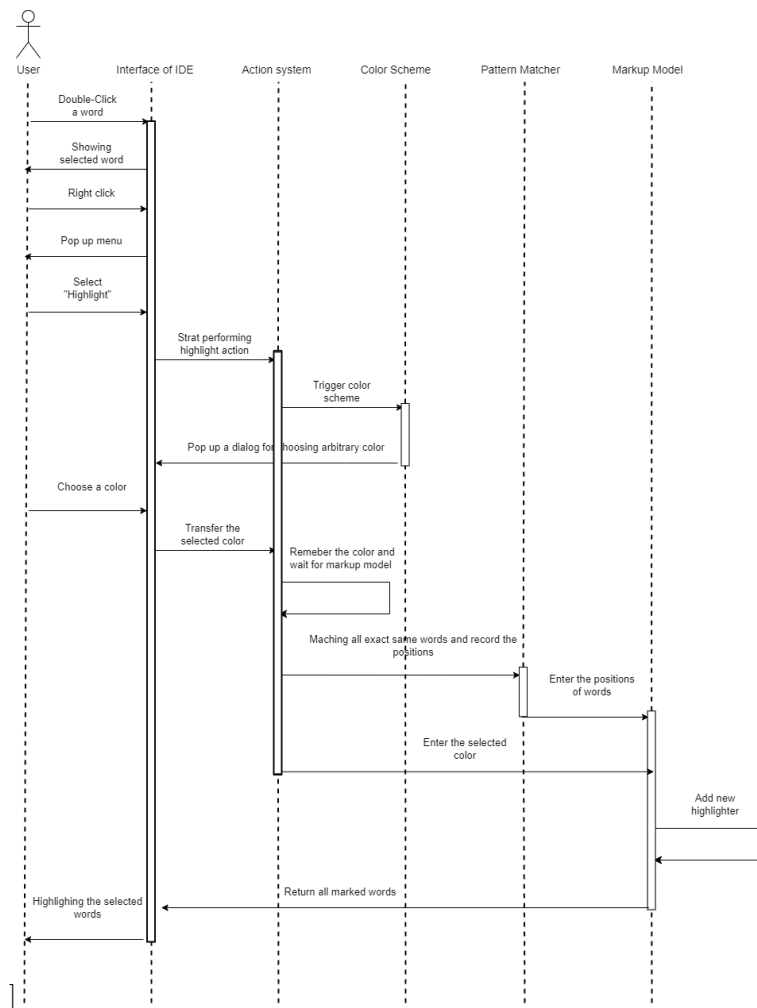 User
Interface of IDE
Action system
Color Scheme
Pattern Matcher
Markup Model
Double-Click
a word
Showing
selected word
Right click
Pop up menu
Select
"Highlight"
Strat performing
highlight action
Trigger color
scheme
Pop up a dialog for choosing arbitrary color
Choose a color
Transfer the
selected color
Remeber the color and
wait for markup model
Maching all exact same words and record the
positions
Enter the positions
of words
Enter the selected
color
Add new
highlighter
Return all marked words
Highlighing the selected
words
]